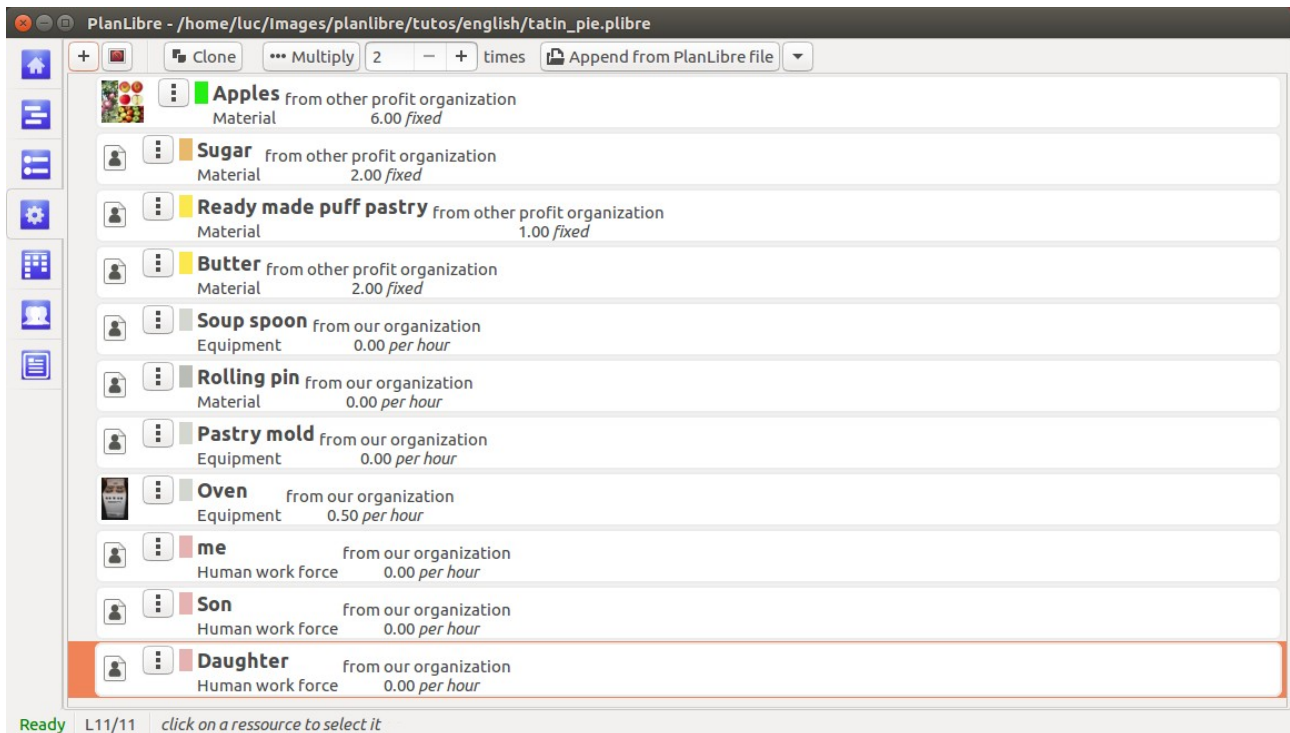 PlanLibre - /home/luc/Images/planlibre/tutos/english/tatin_pie.plibre
+ Clone ••• Multiply 2 − + times Append from PlanLibre file
Apples from other profit organization
Material 6.00 fixed
Sugar from other profit organization
Material 2.00 fixed
Ready made puff pastry from other profit organization
Material 1.00 fixed
Butter from other profit organization
Material 2.00 fixed
Soup spoon from our organization
Equipment 0.00 per hour
Rolling pin from our organization
Material 0.00 per hour
Pastry mold from our organization
Equipment 0.00 per hour
Oven from our organization
Equipment 0.50 per hour
me from our organization
Human work force 0.00 per hour
Son from our organization
Human work force 0.00 per hour
Daughter from our organization
Human work force 0.00 per hour
Ready L11/11 click on a ressource to select it